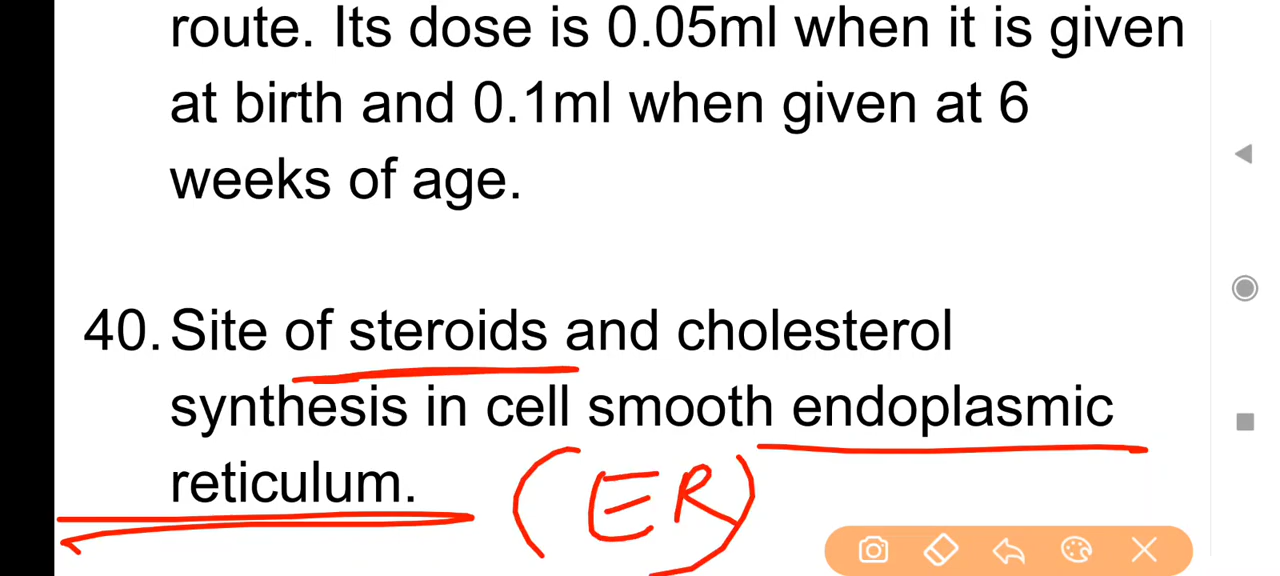 route. Its dose is 0.05ml when it is given
at birth and 0.1ml when given at 6
weeks of age.
40. Site of steroids and cholesterol
synthesis in cell smooth endoplasmic
reticulum. (ER)